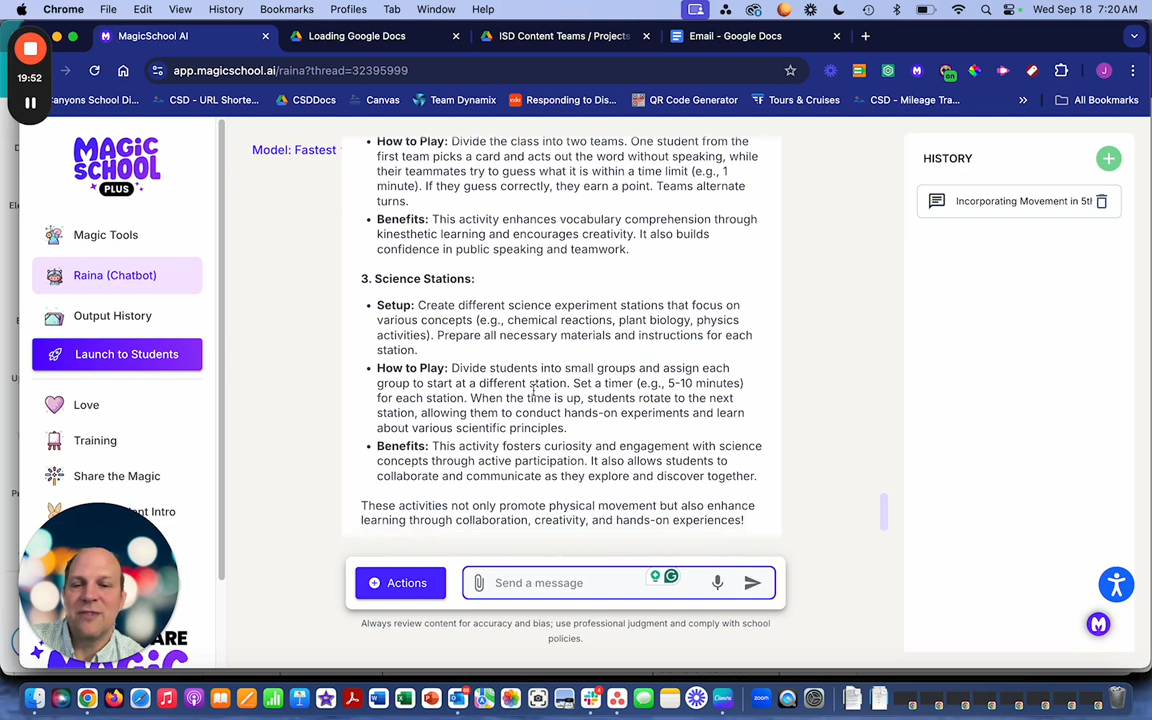 Chrome File Edit View History Bookmarks Profiles Tab Window Help Wed Sep 18 7:20 AM
MagicSchool AI Loading Google Docs ISD Content Teams / Projects Email - Google Docs
19:52
app.magicschool.ai/raina?thread=32395999
on
J
anyons School Di... CSD - URL Shorte... CSDDocs Canvas Team Dynamix Responding to Dis... QR Code Generator Tours & Cruises CSD - Mileage Tra... » All Bookmarks
MAGIC
SCHOOL
PLUS
Magic Tools
Raina (Chatbot)
Output History
Launch to Students
Love
Training
Share the Magic
nt Intro
ARE
Model: Fastest
• How to Play: Divide the class into two teams. One student from the
first team picks a card and acts out the word without speaking, while
their teammates try to guess what it is within a time limit (e.g., 1
minute). If they guess correctly, they earn a point. Teams alternate
turns.
• Benefits: This activity enhances vocabulary comprehension through
kinesthetic learning and encourages creativity. It also builds
confidence in public speaking and teamwork.
3. Science Stations:
• Setup: Create different science experiment stations that focus on
various concepts (e.g., chemical reactions, plant biology, physics
activities). Prepare all necessary materials and instructions for each
station.
• How to Play: Divide students into small groups and assign each
group to start at a different station. Set a timer (e.g., 5-10 minutes)
for each station. When the time is up, students rotate to the next
station, allowing them to conduct hands-on experiments and learn
about various scientific principles.
• Benefits: This activity fosters curiosity and engagement with science
concepts through active participation. It also allows students to
collaborate and communicate as they explore and discover together.
These activities not only promote physical movement but also enhance
learning through collaboration, creativity, and hands-on experiences!
Actions
Send a message
Always review content for accuracy and bias; use professional judgment and comply with school
policies.
HISTORY
Incorporating Movement in 5tl